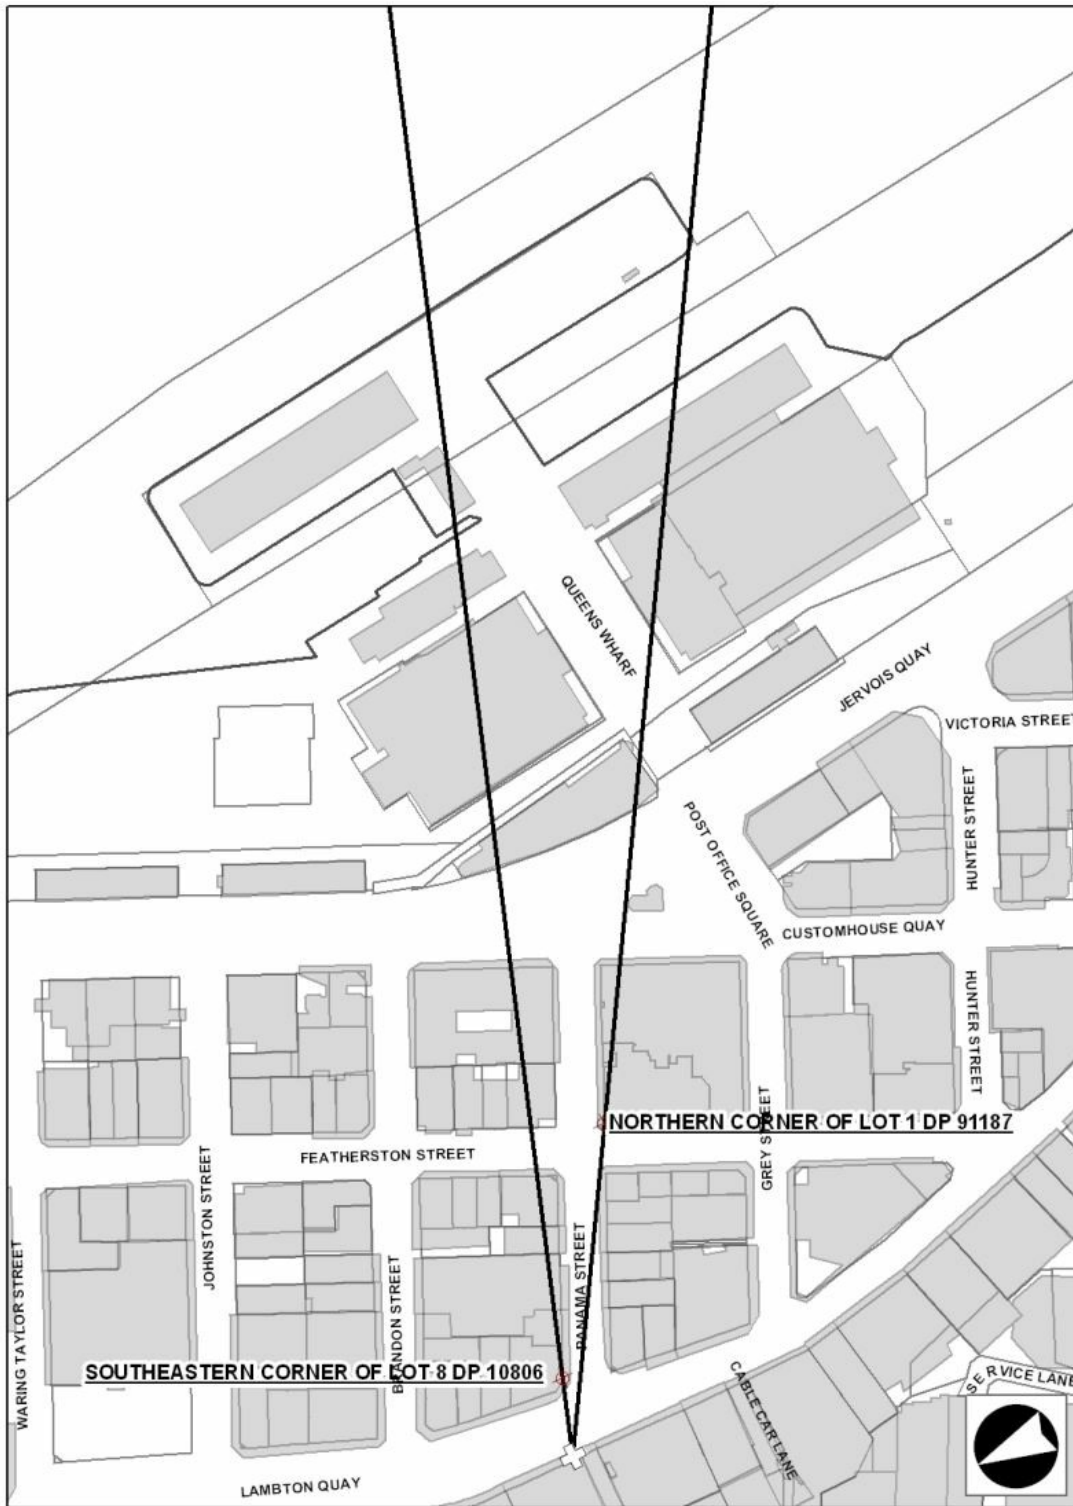 QUEENS WHARF
JERVOIS QUAY
VICTORIA STREET
HUNTER STREET
POST OFFICE SQUARE
CUSTOMHOUSE QUAY
HUNTER STREET
NORTHERN CORNER OF LOT 1 DP 91187
GREY STREET
FEATHERSTON STREET
JOHNSTON STREET
WARING TAYLOR STREET
BRANDON STREET
PANAMA STREET
SOUTHEASTERN CORNER OF LOT 8 DP 10806
CABLE CAR LANE
SERVICE LANE
LAMBTON QUAY